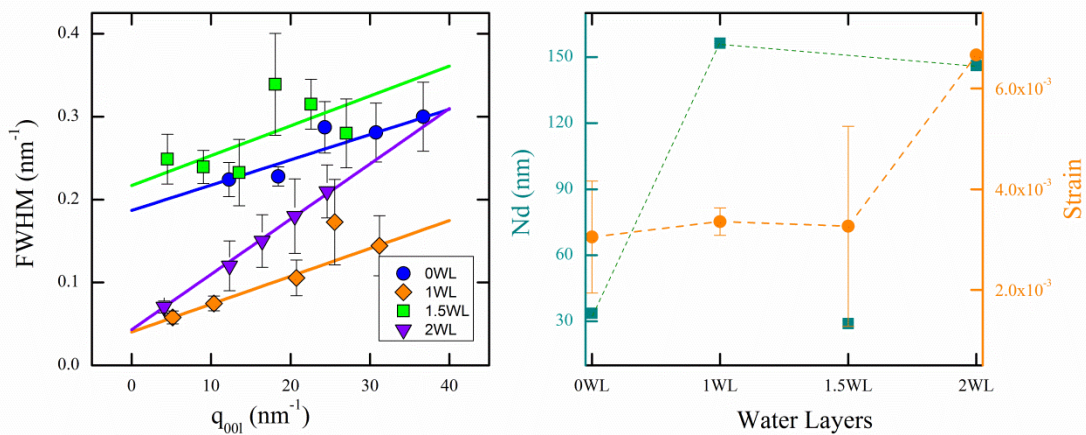 0.4
0.3
0.2
0.1
0.0
FWHM (nm⁻¹)
0 10 20 30 40
q₀₀ₗ (nm⁻¹)
0WL
1WL
1.5WL
2WL
150
120
90
60
30
Nd (nm)
6.0x10⁻³
4.0x10⁻³
2.0x10⁻³
Strain
0WL 1WL 1.5WL 2WL
Water Layers